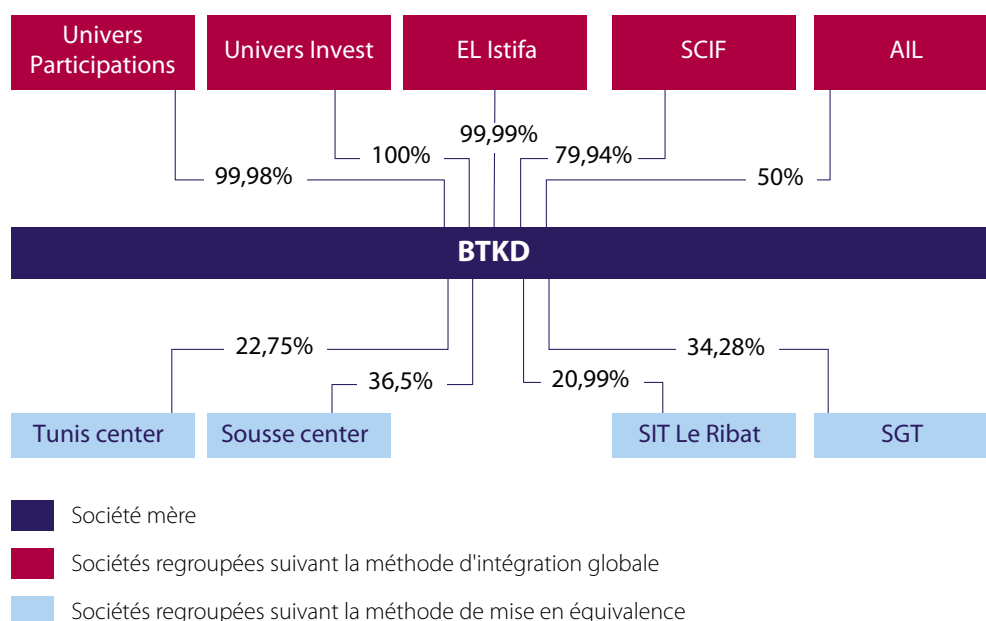 Univers
Participations
Univers Invest
EL Istifa
SCIF
AIL
99,99%
100%
79,94%
99,98%
50%
BTKD
22,75%
34,28%
36,5%
20,99%
Tunis center
Sousse center
SIT Le Ribat
SGT
Société mère
Sociétés regroupées suivant la méthode d'intégration globale
Sociétés regroupées suivant la méthode de mise en équivalence